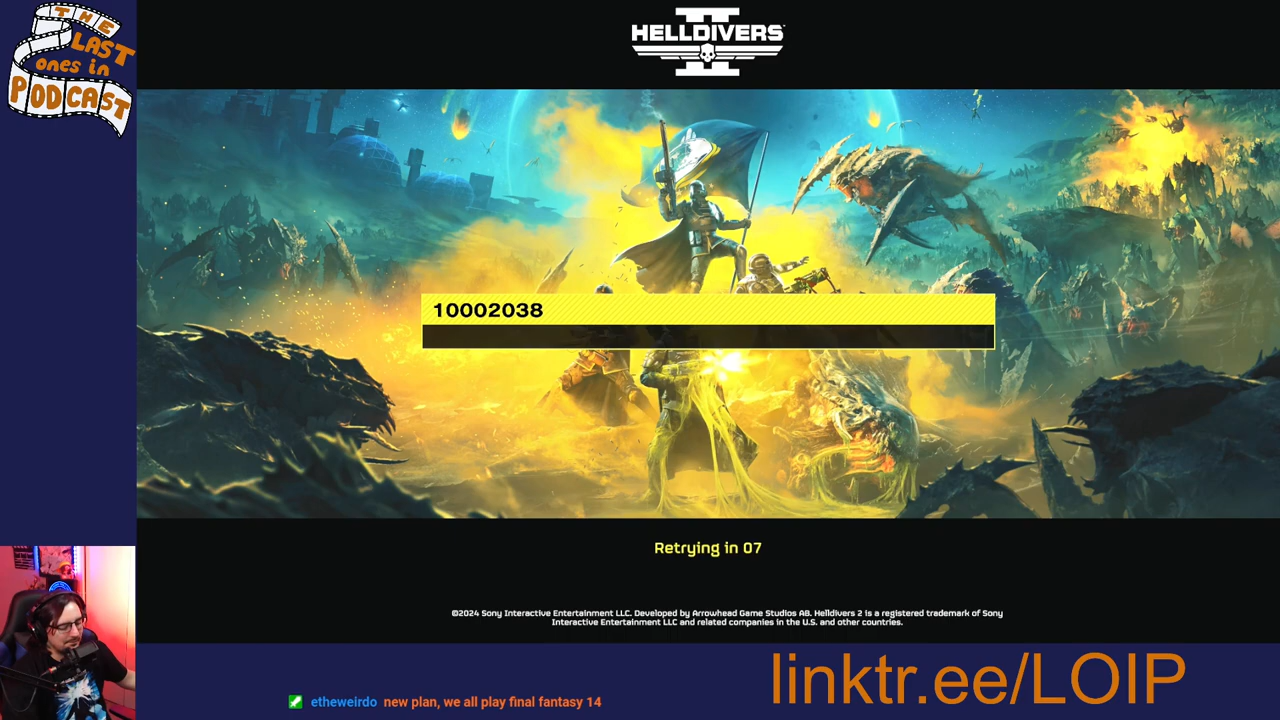 THE
LAST
ones in
PODCAST
HELLDIVERS
II
10002038
Retrying in 07
©2024 Sony Interactive Entertainment LLC. Developed by Arrowhead Game Studios AB. Helldivers 2 is a registered trademark of Sony
Interactive Entertainment LLC and related companies in the U.S. and other countries.
etheweirdo new plan, we all play final fantasy 14
linktr.ee/LOIP